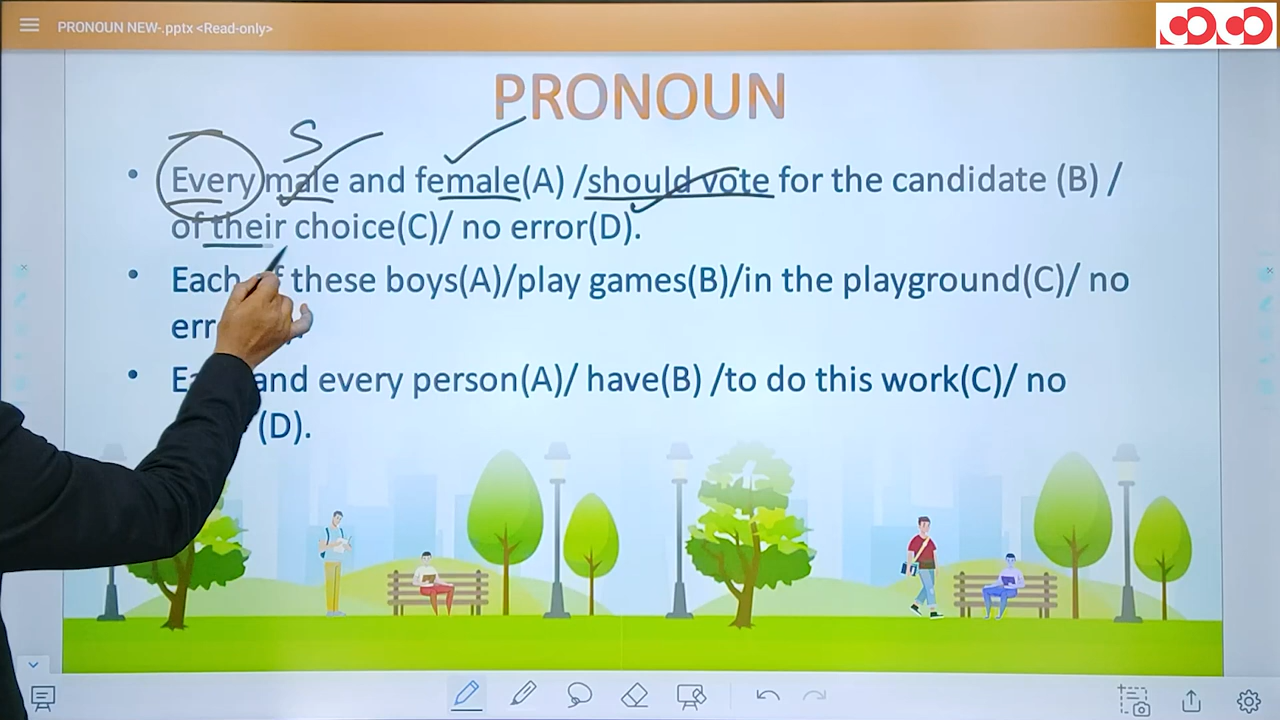 PRONOUN NEW-.pptx <Read-only>
PRONOUN
S
• Every male and female(A) /should vote for the candidate (B) /
of their choice(C)/ no error(D).
• Each of these boys(A)/play games(B)/in the playground(C)/ no
err
• and every person(A)/ have(B) /to do this work(C)/ no
(D).